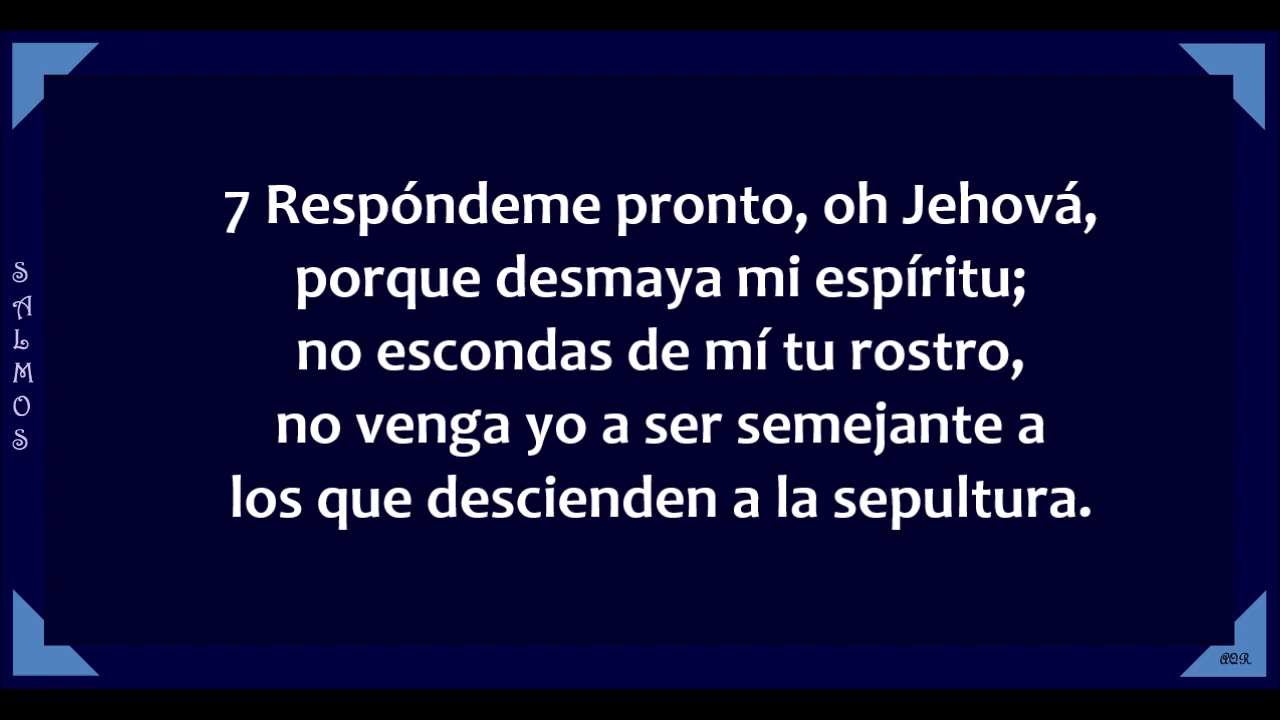 7 Respóndeme pronto, oh Jehová,
porque desmaya mi espíritu;
no escondas de mí tu rostro,
no venga yo a ser semejante a
los que descienden a la sepultura.
SALMOS